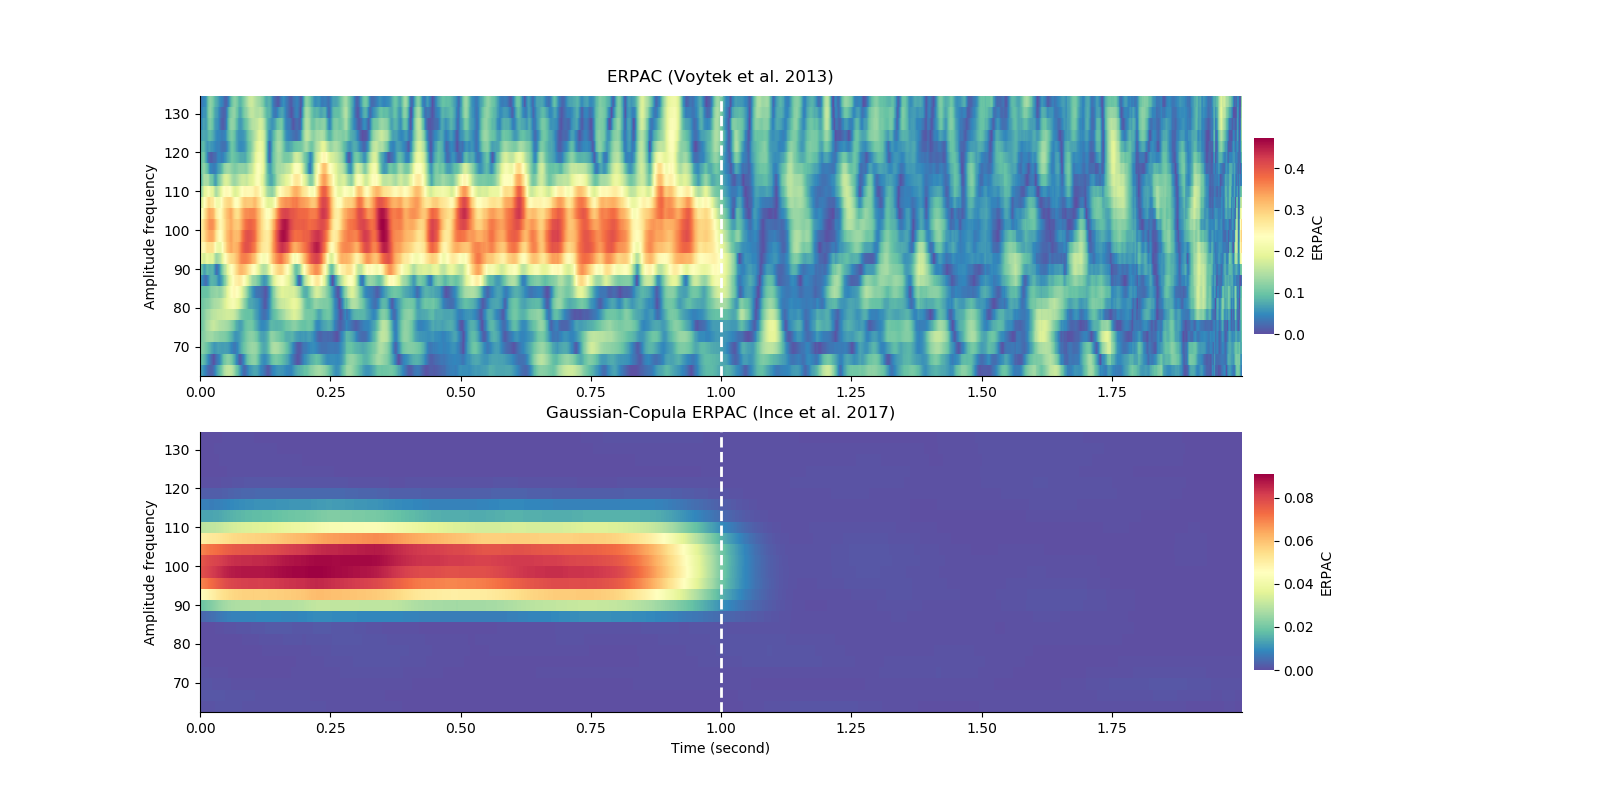 ERPAC (Voytek et al. 2013)
Amplitude frequency
130
120
110
100
90
80
70
0.00 0.25 0.50 0.75 1.00 1.25 1.50 1.75
0.4
0.3
0.2
0.1
0.0
ERPAC
Gaussian-Copula ERPAC (Ince et al. 2017)
Amplitude frequency
130
120
110
100
90
80
70
0.00 0.25 0.50 0.75 1.00 1.25 1.50 1.75
Time (second)
0.08
0.06
0.04
0.02
0.00
ERPAC